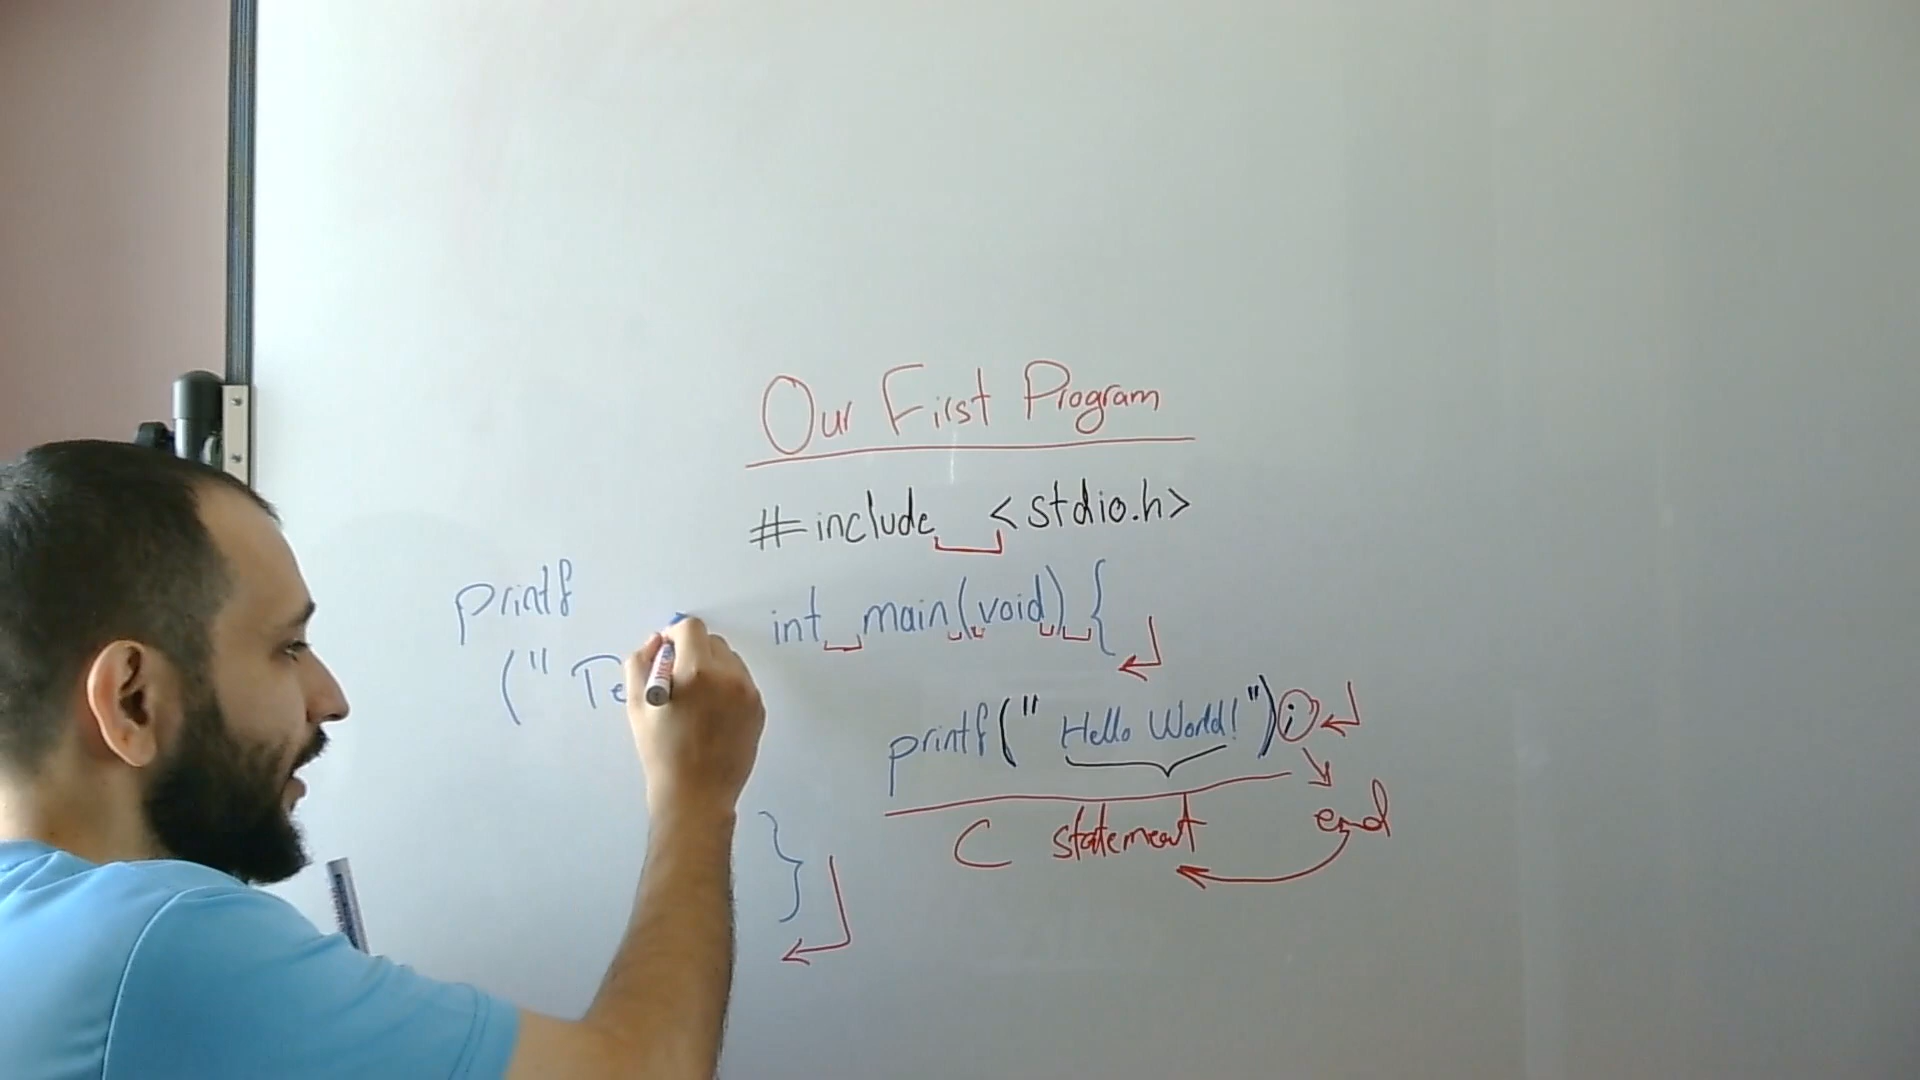 Our First Program
#include <stdio.h>
int main(void) {
printf("Hello World!");
C statement
end
}
printf
("Te